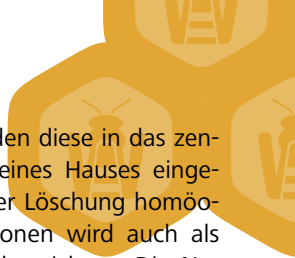 den diese in das zen-
eines Hauses einge-
er Löschung homöo-
onen wird auch als